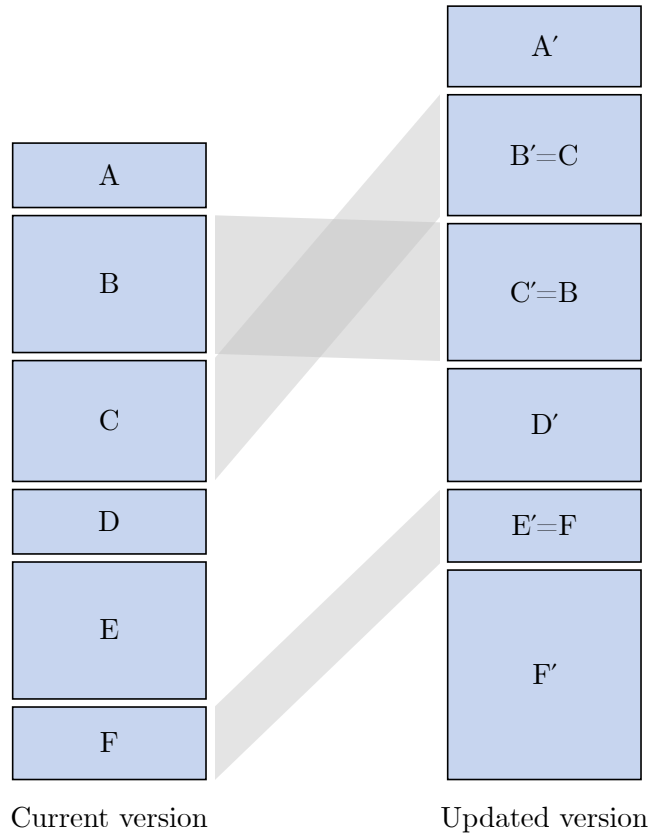 A
B
C
D
E
F
Current version
A′
B′=C
C′=B
D′
E′=F
F′
Updated version